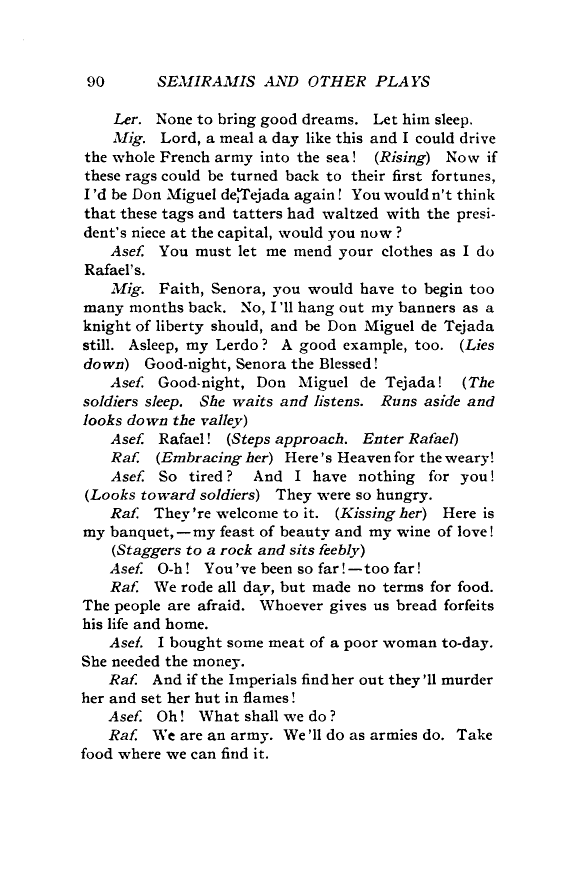 90 SEMIRAMIS AND OTHER PLAYS
Ler. None to bring good dreams. Let him sleep.
Mig. Lord, a meal a day like this and I could drive
the whole French army into the sea! (Rising) Now if
these rags could be turned back to their first fortunes,
I'd be Don Miguel de Tejada again! You wouldn't think
that these tags and tatters had waltzed with the presi-
dent's niece at the capital, would you now?
Asef. You must let me mend your clothes as I do
Rafael's.
Mig. Faith, Senora, you would have to begin too
many months back. No, I'll hang out my banners as a
knight of liberty should, and be Don Miguel de Tejada
still. Asleep, my Lerdo? A good example, too. (Lies
down) Good-night, Senora the Blessed!
Asef. Good-night, Don Miguel de Tejada! (The
soldiers sleep. She waits and listens. Runs aside and
looks down the valley)
Asef. Rafael! (Steps approach. Enter Rafael)
Raf. (Embracing her) Here's Heaven for the weary!
Asef. So tired? And I have nothing for you!
(Looks toward soldiers) They were so hungry.
Raf. They're welcome to it. (Kissing her) Here is
my banquet,—my feast of beauty and my wine of love!
(Staggers to a rock and sits feebly)
Asef. O-h! You've been so far!—too far!
Raf. We rode all day, but made no terms for food.
The people are afraid. Whoever gives us bread forfeits
his life and home.
Asef. I bought some meat of a poor woman to-day.
She needed the money.
Raf. And if the Imperials find her out they'll murder
her and set her hut in flames!
Asef. Oh! What shall we do?
Raf. We are an army. We'll do as armies do. Take
food where we can find it.